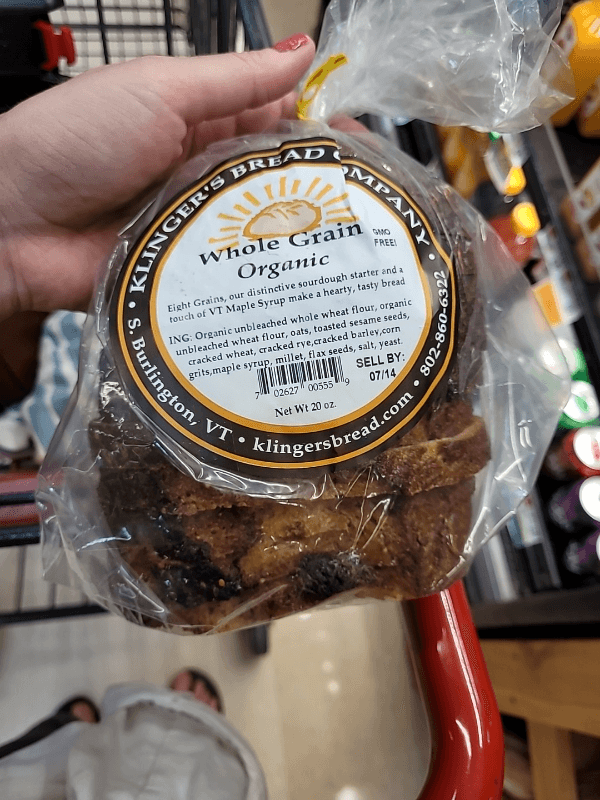 KLINGER'S BREAD COMPANY
Whole Grain
Organic
GMO
FREE!
Eight Grains, our distinctive sourdough starter and a
touch of VT Maple Syrup make a hearty, tasty bread
ING: Organic unbleached whole wheat flour, organic
unbleached wheat flour, oats, toasted sesame seeds,
cracked wheat, cracked rye,cracked barley,corn
grits,maple syrup, millet, flax seeds, salt, yeast.
SELL BY:
07/14
7 02627 00555 9
Net Wt 20 oz.
S. Burlington, VT • klingersbread.com • 802-860-6322